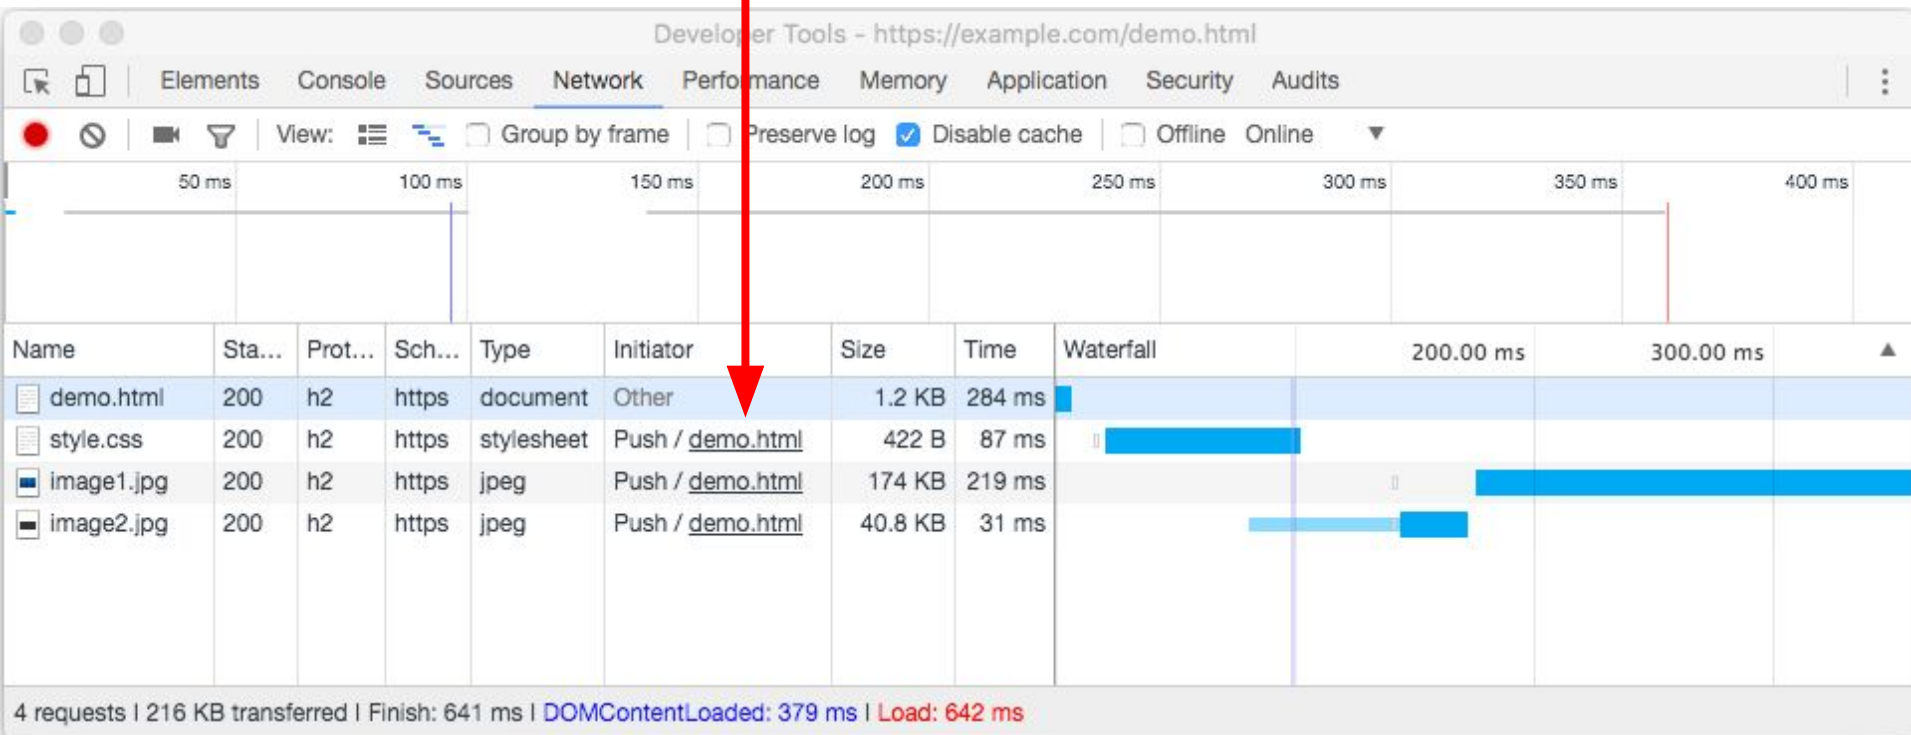 Developer Tools - https://example.com/demo.html
Elements Console Sources Network Performance Memory Application Security Audits
View: Group by frame Preserve log Disable cache Offline Online
50 ms 100 ms 150 ms 200 ms 250 ms 300 ms 350 ms 400 ms
Name Sta... Prot... Sch... Type Initiator Size Time Waterfall 200.00 ms 300.00 ms
demo.html 200 h2 https document Other 1.2 KB 284 ms
style.css 200 h2 https stylesheet Push / demo.html 422 B 87 ms
image1.jpg 200 h2 https jpeg Push / demo.html 174 KB 219 ms
image2.jpg 200 h2 https jpeg Push / demo.html 40.8 KB 31 ms
4 requests | 216 KB transferred | Finish: 641 ms | DOMContentLoaded: 379 ms | Load: 642 ms